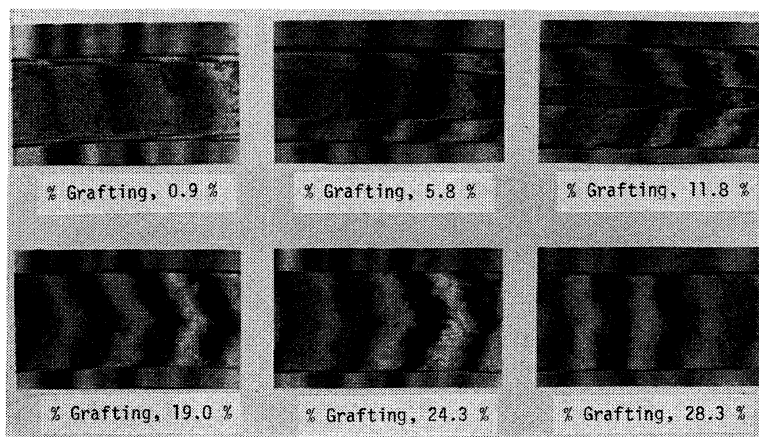 % Grafting, 0.9 %
% Grafting, 5.8 %
% Grafting, 11.8 %
% Grafting, 19.0 %
% Grafting, 24.3 %
% Grafting, 28.3 %